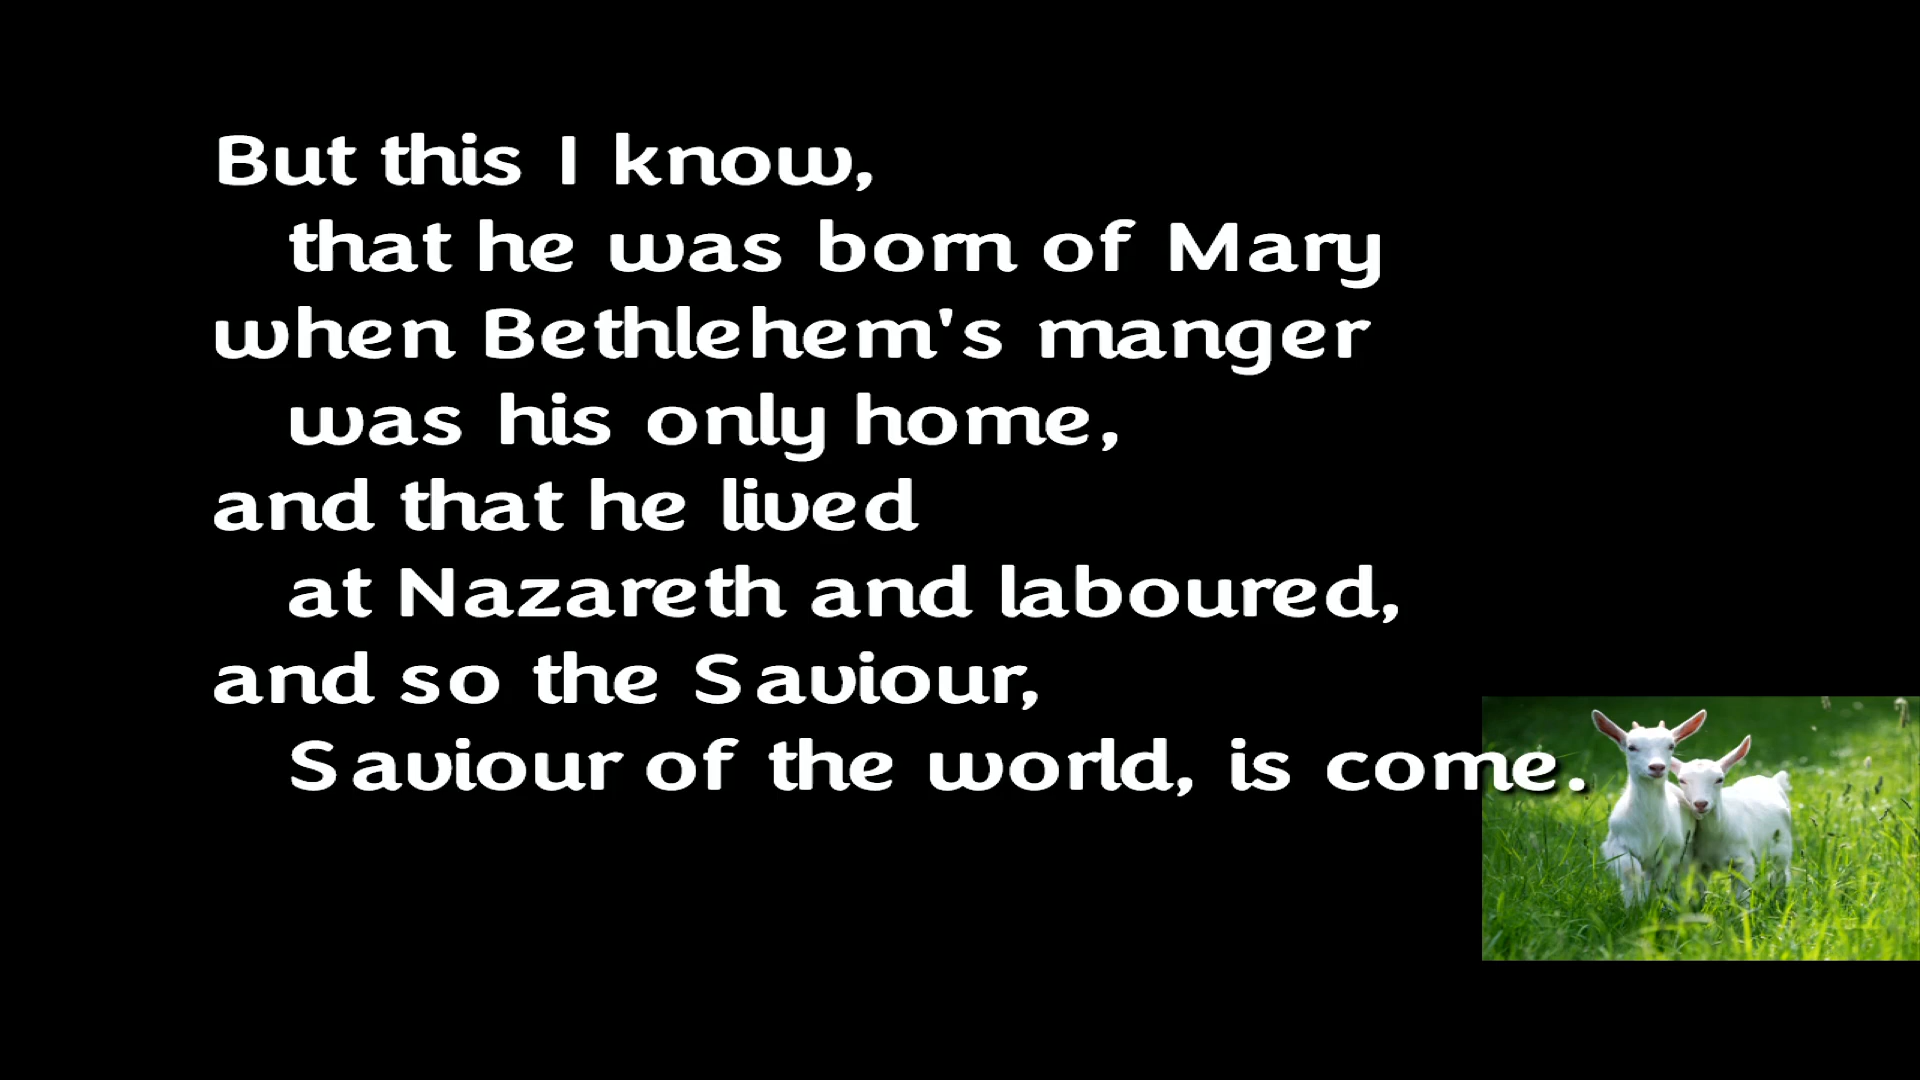 But this I know,
that he was born of Mary
when Bethlehem's manger
was his only home,
and that he lived
at Nazareth and laboured,
and so the Saviour,
Saviour of the world, is come.